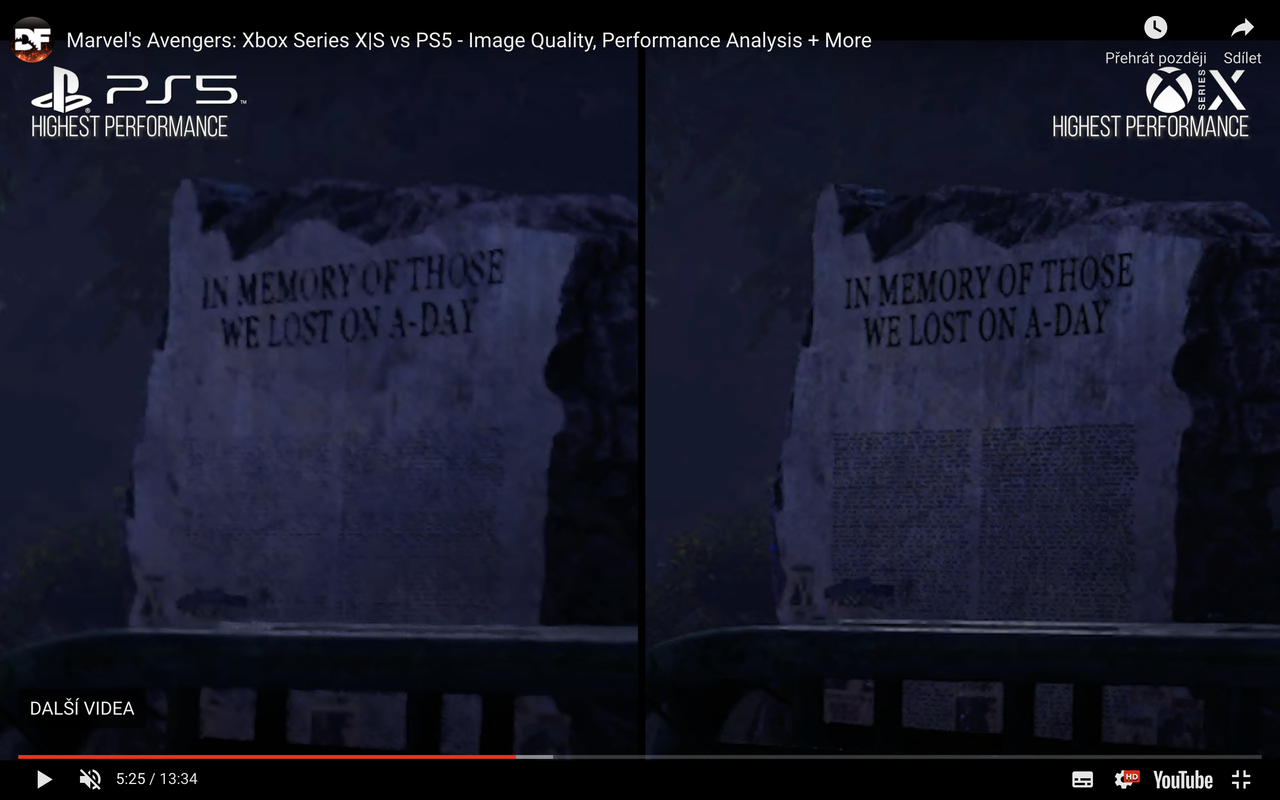 DF Marvel's Avengers: Xbox Series X|S vs PS5 - Image Quality, Performance Analysis + More
Přehrát později
Sdílet
PS5™
HIGHEST PERFORMANCE
SERIES X
HIGHEST PERFORMANCE
IN MEMORY OF THOSE
WE LOST ON A-DAY
IN MEMORY OF THOSE
WE LOST ON A-DAY
DALŠÍ VIDEA
5:25 / 13:34
HD
YouTube